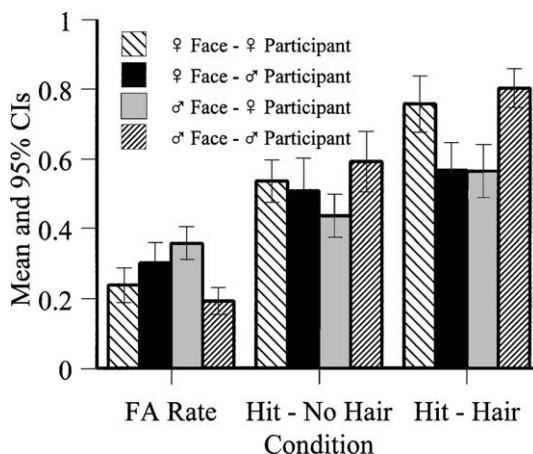 Mean and 95% CIs
1
0.8
0.6
0.4
0.2
0
♀ Face - ♀ Participant
♀ Face - ♂ Participant
♂ Face - ♀ Participant
♂ Face - ♂ Participant
FA Rate Hit - No Hair Hit - Hair
Condition